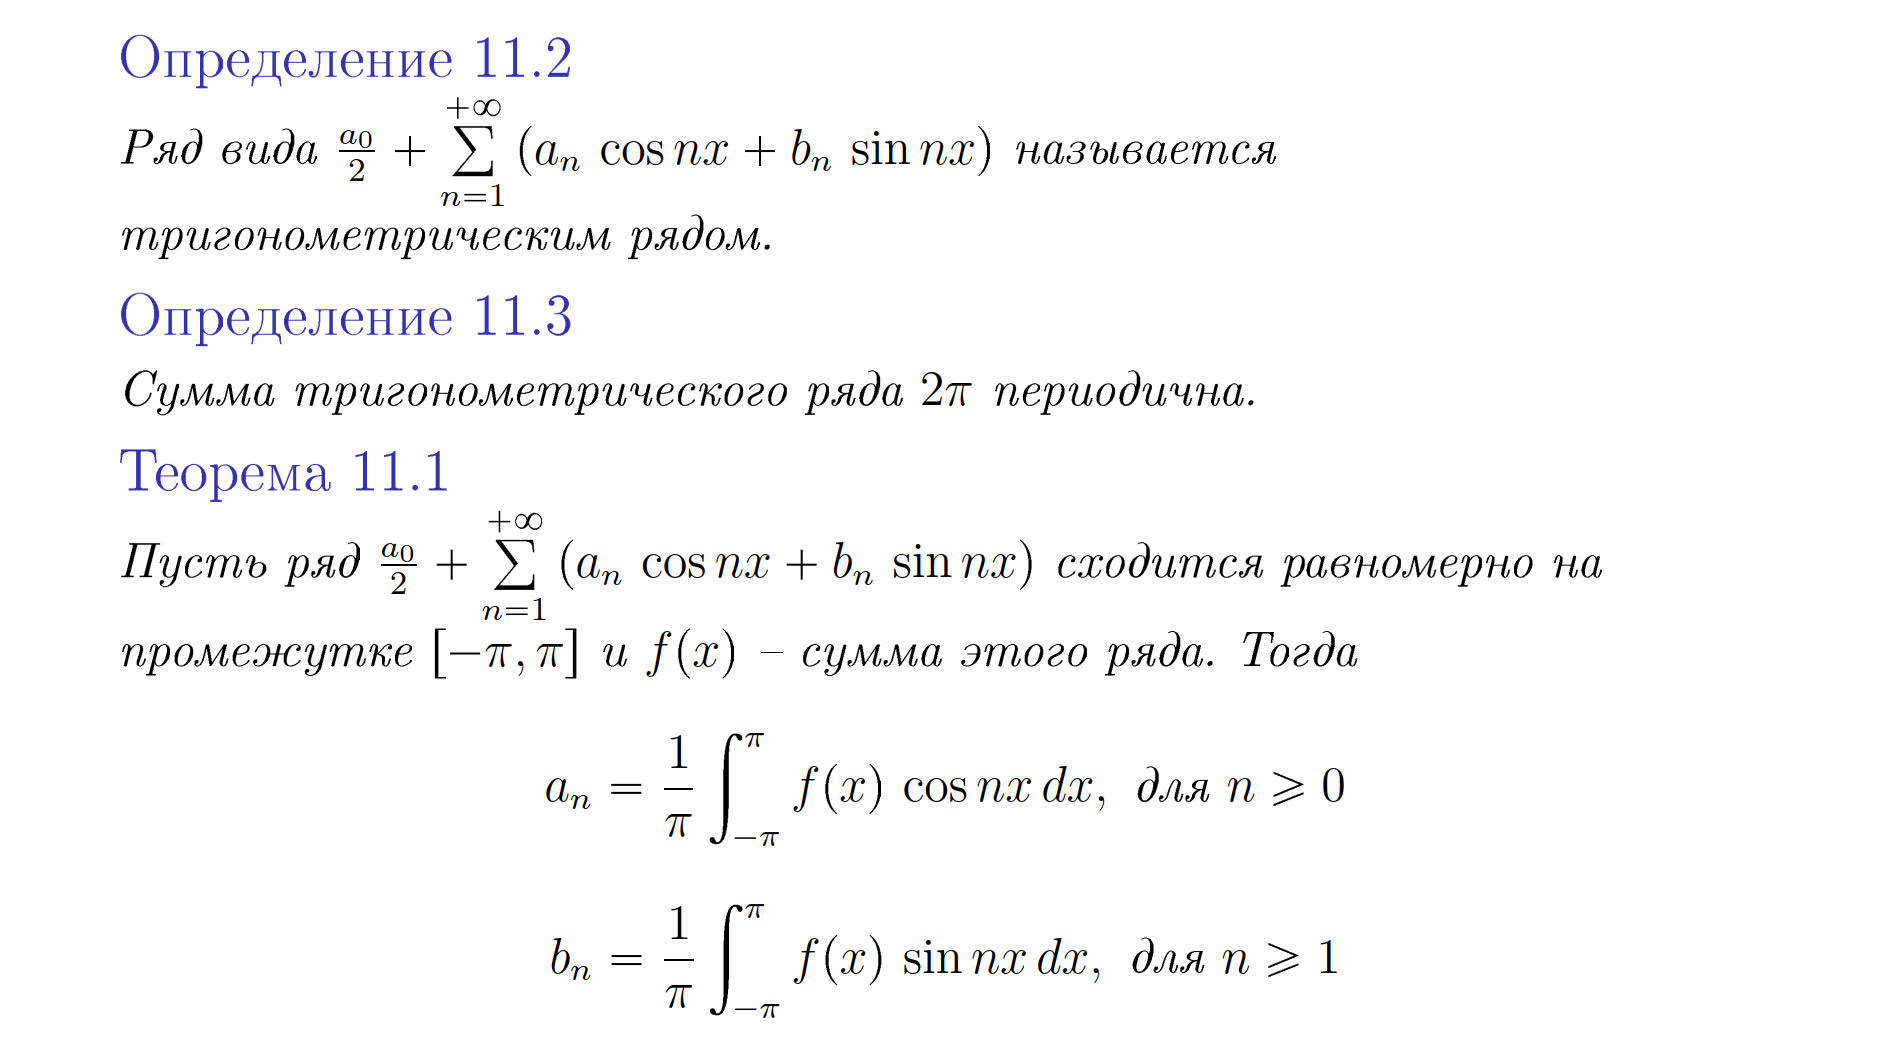 Определение 11.2
Ряд вида $\frac{a_0}{2} + \sum\limits_{n=1}^{+\infty} (a_n \cos nx + b_n \sin nx)$ называется
тригонометрическим рядом.
Определение 11.3
Сумма тригонометрического ряда $2\pi$ периодична.
Теорема 11.1
Пусть ряд $\frac{a_0}{2} + \sum\limits_{n=1}^{+\infty} (a_n \cos nx + b_n \sin nx)$ сходится равномерно на
промежутке $[-\pi, \pi]$ и $f(x)$ – сумма этого ряда. Тогда
$a_n = \frac{1}{\pi} \int_{-\pi}^{\pi} f(x) \cos nx \, dx,$ для $n \geqslant 0$
$b_n = \frac{1}{\pi} \int_{-\pi}^{\pi} f(x) \sin nx \, dx,$ для $n \geqslant 1$